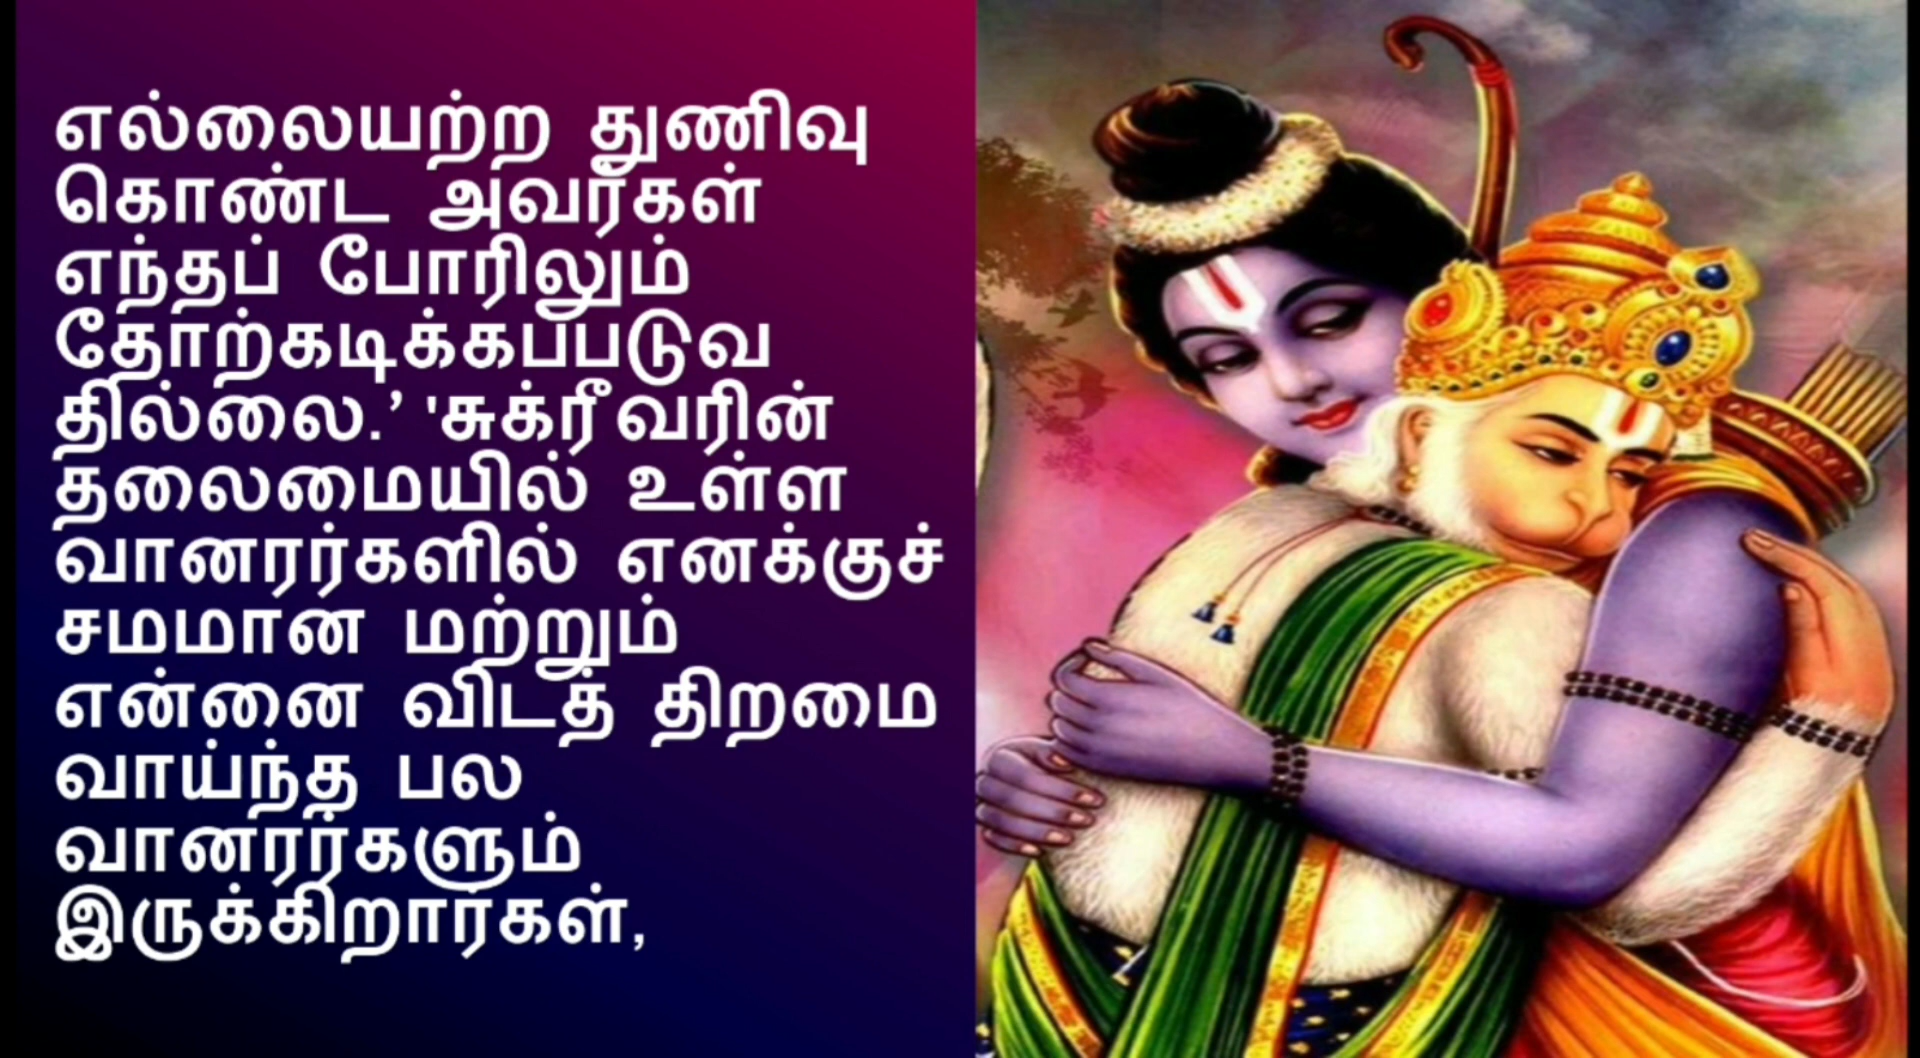 எல்லையற்ற துணிவு
கொண்ட அவர்கள்
எந்தப் போரிலும்
தோற்கடிக்கப்படுவ
தில்லை.’ 'சுக்ரீவரின்
தலைமையில் உள்ள
வானரர்களில் எனக்குச்
சமமான மற்றும்
என்னை விடத் திறமை
வாய்ந்த பல
வானரர்களும்
இருக்கிறார்கள்,